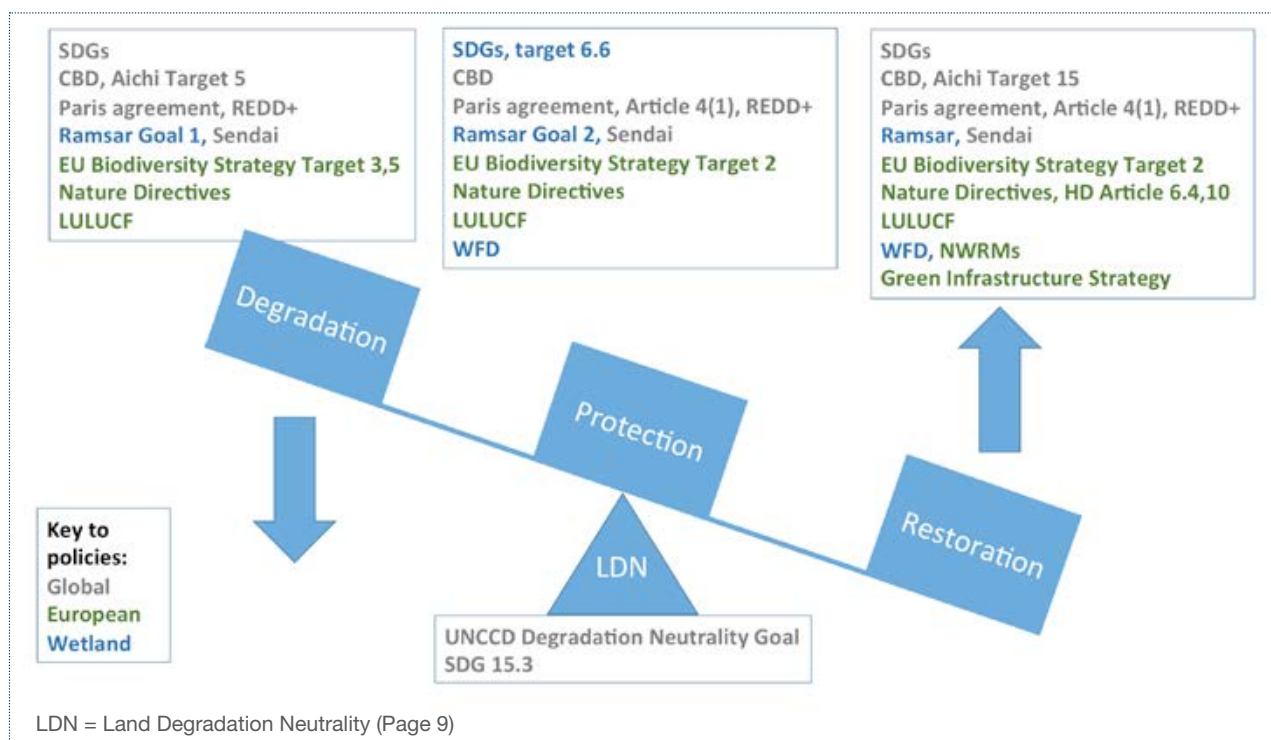 SDGs
CBD, Aichi Target 5
Paris agreement, REDD+
Ramsar Goal 1, Sendai
EU Biodiversity Strategy Target 3,5
Nature Directives
LULUCF
SDGs, target 6.6
CBD
Paris agreement, Article 4(1), REDD+
Ramsar Goal 2, Sendai
EU Biodiversity Strategy Target 2
Nature Directives
LULUCF
WFD
SDGs
CBD, Aichi Target 15
Paris agreement, Article 4(1), REDD+
Ramsar, Sendai
EU Biodiversity Strategy Target 2
Nature Directives, HD Article 6.4,10
LULUCF
WFD, NWRMs
Green Infrastructure Strategy
Degradation
Protection
Restoration
LDN
UNCCD Degradation Neutrality Goal
SDG 15.3
Key to
policies:
Global
European
Wetland
LDN = Land Degradation Neutrality (Page 9)